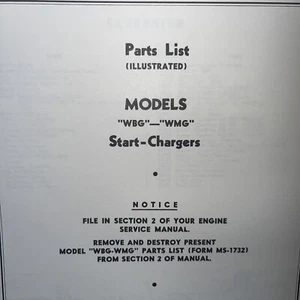 Parts List
(ILLUSTRATED)
MODELS
"WBG"—"WMG"
Start-Chargers
NOTICE
FILE IN SECTION 2 OF YOUR ENGINE
SERVICE MANUAL.
REMOVE AND DESTROY PRESENT
MODEL "WBG-WMG" PARTS LIST (FORM MS-1732)
FROM SECTION 2 OF MANUAL.